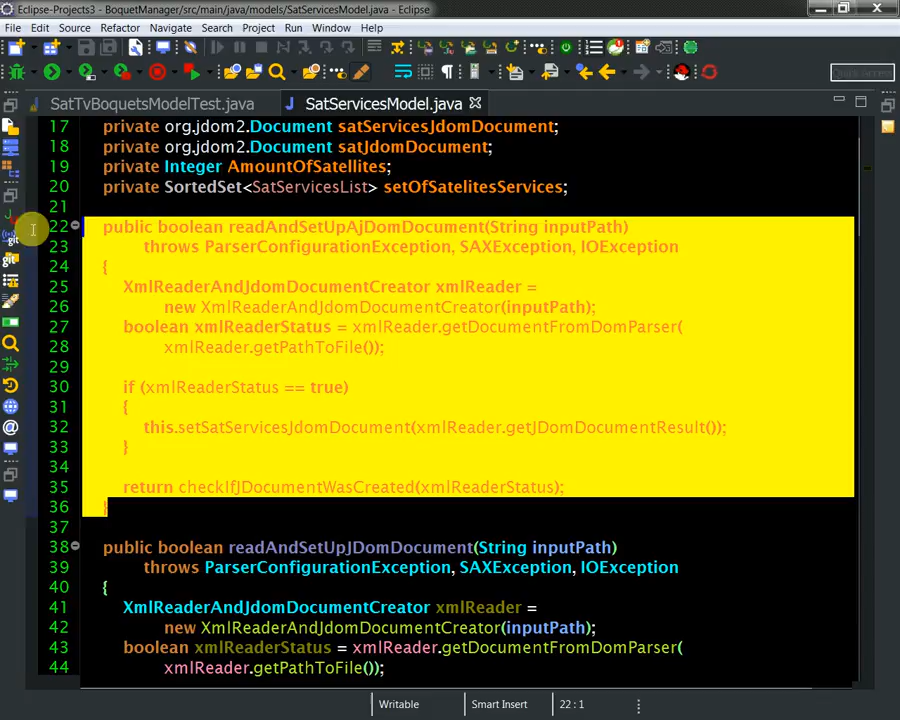 Eclipse-Projects3 - BoquetManager/src/main/java/models/SatServicesModel.java - Eclipse
File Edit Source Refactor Navigate Search Project Run Window Help
Quick Access
SatTvBoquetsModelTest.java SatServicesModel.java
17 private org.jdom2.Document satServicesJdomDocument;
18 private org.jdom2.Document satJdomDocument;
19 private Integer AmountOfSatellites;
20 private SortedSet<SatServicesList> setOfSatelitesServices;
21
22 public boolean readAndSetUpAjDomDocument(String inputPath)
23 throws ParserConfigurationException, SAXException, IOException
24 {
25 XmlReaderAndJdomDocumentCreator xmlReader =
26 new XmlReaderAndJdomDocumentCreator(inputPath);
27 boolean xmlReaderStatus = xmlReader.getDocumentFromDomParser(
28 xmlReader.getPathToFile());
29
30 if (xmlReaderStatus == true)
31 {
32 this.setSatServicesJdomDocument(xmlReader.getJDomDocumentResult());
33 }
34
35 return checkIfJDocumentWasCreated(xmlReaderStatus);
36 }
37
38 public boolean readAndSetUpJDomDocument(String inputPath)
39 throws ParserConfigurationException, SAXException, IOException
40 {
41 XmlReaderAndJdomDocumentCreator xmlReader =
42 new XmlReaderAndJdomDocumentCreator(inputPath);
43 boolean xmlReaderStatus = xmlReader.getDocumentFromDomParser(
44 xmlReader.getPathToFile());
git
git
Writable Smart Insert 22 : 1